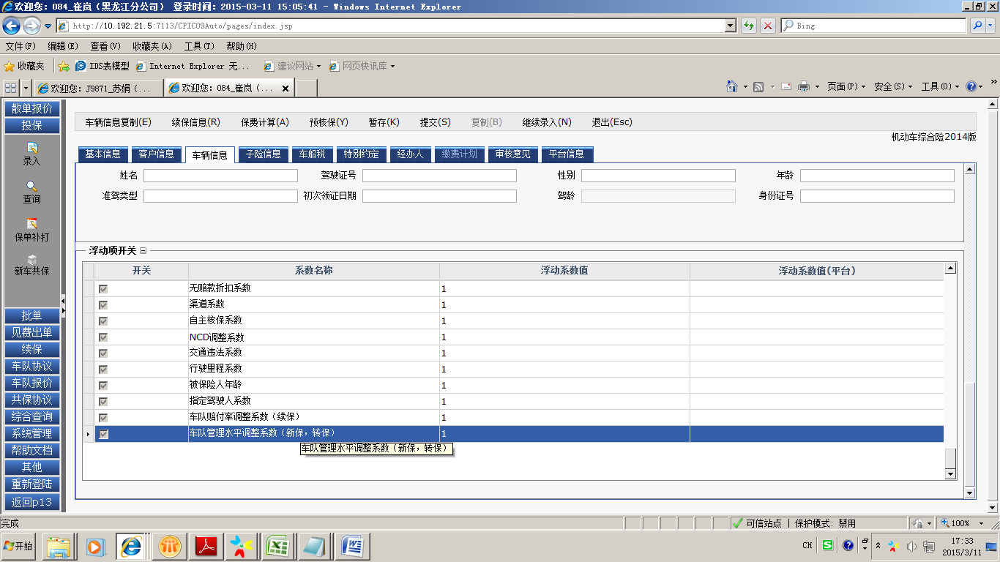 欢迎您: 084_崔岚（黑龙江分公司） 登录时间: 2015-03-11 15:05:41 - Windows Internet Explorer
http://10.192.21.5:7113/CPIC09Auto/pages/index.jsp
Bing
文件(F) 编辑(E) 查看(V) 收藏夹(A) 工具(T) 帮助(H)
收藏夹 IDS表模型 Internet Explorer 无... 建议网站 网页快讯库
欢迎您: J9871_苏娟（... 欢迎您: 084_崔岚（... 页面(P) 安全(S) 工具(O) »
散单报价
投保
录入
查询
保单补打
新车共保
批单
见费出单
续保
车队协议
车队报价
共保协议
综合查询
系统管理
帮助文档
其他
重新登陆
返回p13
车辆信息复制(E) 续保信息(R) 保费计算(A) 预核保(Y) 暂存(K) 提交(S) 复制(B) 继续录入(N) 退出(Esc)
机动车综合险2014版
基本信息 客户信息 车辆信息 子险信息 车船税 特别约定 经办人 缴费计划 审核意见 平台信息
姓名 驾驶证号 性别 年龄
准驾类型 初次领证日期 驾龄 身份证号
浮动项开关
开关 系数名称 浮动系数值 浮动系数值(平台)
无赔款折扣系数 1
渠道系数 1
自主核保系数 1
NCD调整系数 1
交通违法系数 1
行驶里程系数 1
被保险人年龄 1
指定驾驶人系数 1
车队赔付率调整系数（续保） 1
车队管理水平调整系数（新保，转保） 1
车队管理水平调整系数（新保，转保）
完成 可信站点 | 保护模式: 禁用 100%
开始 CH 17:33
2015/3/11